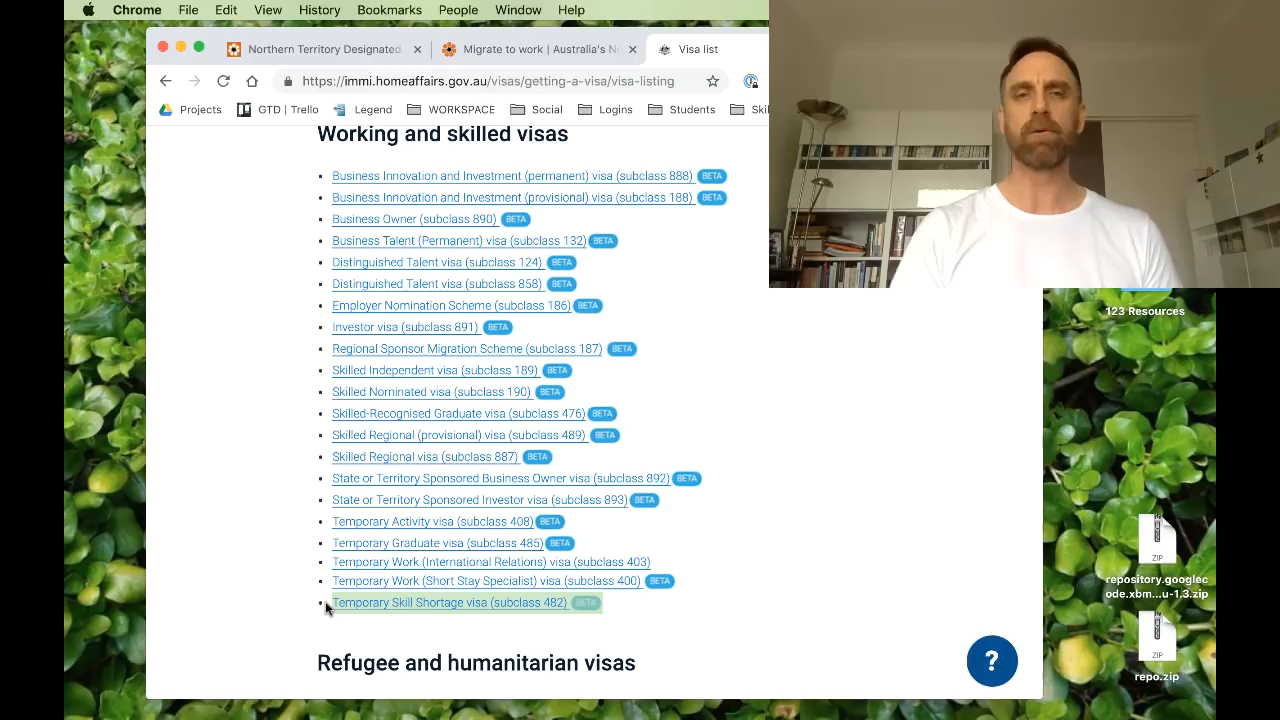 Chrome File Edit View History Bookmarks People Window Help
Northern Territory Designated
Migrate to work | Australia's No
Visa list
https://immi.homeaffairs.gov.au/visas/getting-a-visa/visa-listing
Projects GTD | Trello Legend WORKSPACE Social Logins Students Skil
Working and skilled visas
Business Innovation and Investment (permanent) visa (subclass 888) BETA
Business Innovation and Investment (provisional) visa (subclass 188) BETA
Business Owner (subclass 890) BETA
Business Talent (Permanent) visa (subclass 132) BETA
Distinguished Talent visa (subclass 124) BETA
Distinguished Talent visa (subclass 858) BETA
Employer Nomination Scheme (subclass 186) BETA
Investor visa (subclass 891) BETA
Regional Sponsor Migration Scheme (subclass 187) BETA
Skilled Independent visa (subclass 189) BETA
Skilled Nominated visa (subclass 190) BETA
Skilled-Recognised Graduate visa (subclass 476) BETA
Skilled Regional (provisional) visa (subclass 489) BETA
Skilled Regional visa (subclass 887) BETA
State or Territory Sponsored Business Owner visa (subclass 892) BETA
State or Territory Sponsored Investor visa (subclass 893) BETA
Temporary Activity visa (subclass 408) BETA
Temporary Graduate visa (subclass 485) BETA
Temporary Work (International Relations) visa (subclass 403)
Temporary Work (Short Stay Specialist) visa (subclass 400) BETA
Temporary Skill Shortage visa (subclass 482) BETA
Refugee and humanitarian visas
?
123 Resources
ZIP
repository.googlec
ode.xbm...u-1.3.zip
ZIP
repo.zip